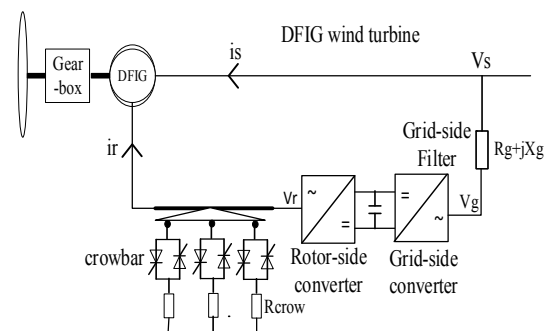 DFIG wind turbine
Gear
-box
DFIG
is
Vs
ir
Grid-side
Filter
Rg+jXg
Vr
~
=
=
~
Vg
crowbar
Rcrow
Rotor-side
converter
Grid-side
converter